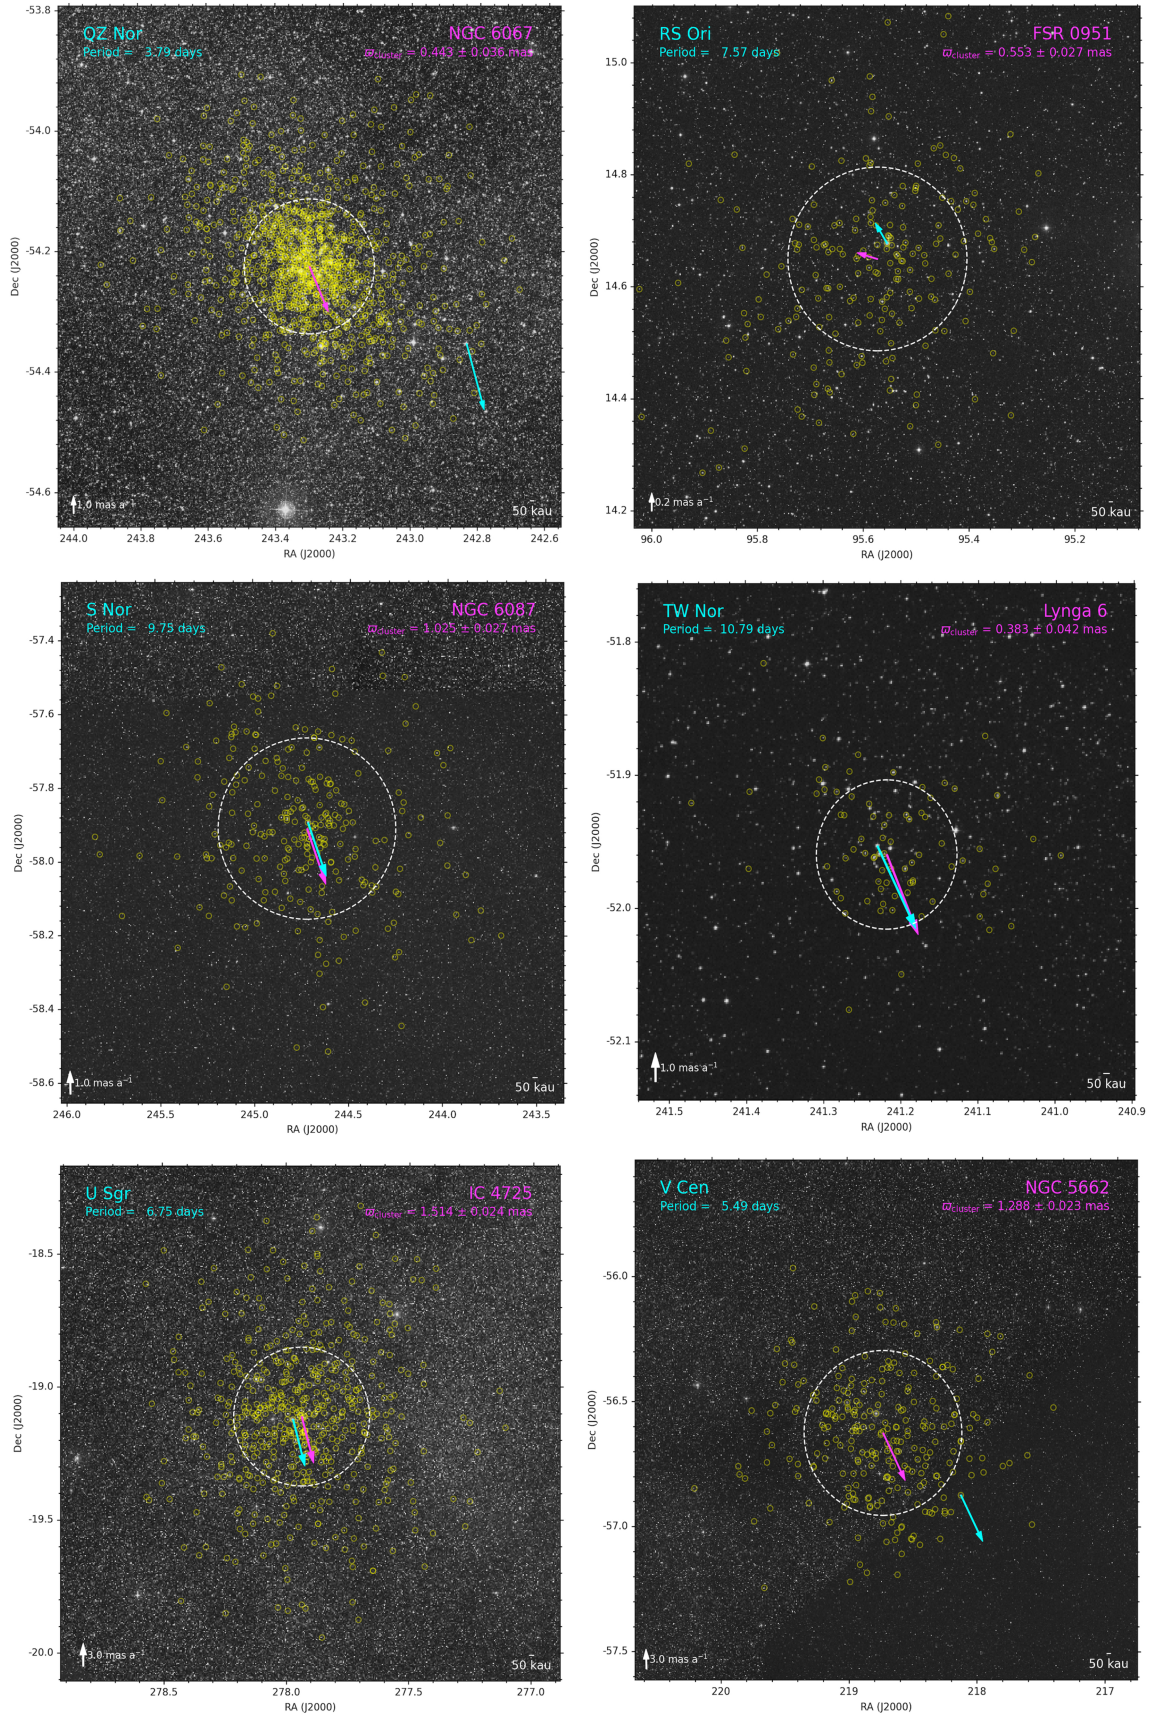 QZ Nor
Period = 3.79 days
NGC 6067
ϖcluster = 0.443 ± 0.036 mas
-53.8
-54.0
-54.2
-54.4
-54.6
Dec (J2000)
1.0 mas a⁻¹
50 kau
244.0 243.8 243.6 243.4 243.2 243.0 242.8 242.6
RA (J2000)
RS Ori
Period = 7.57 days
FSR 0951
ϖcluster = 0.553 ± 0.027 mas
15.0
14.8
14.6
14.4
14.2
Dec (J2000)
0.2 mas a⁻¹
50 kau
96.0 95.8 95.6 95.4 95.2
RA (J2000)
S Nor
Period = 9.75 days
NGC 6087
ϖcluster = 1.025 ± 0.027 mas
-57.4
-57.6
-57.8
-58.0
-58.2
-58.4
-58.6
Dec (J2000)
1.0 mas a⁻¹
50 kau
246.0 245.5 245.0 244.5 244.0 243.5
RA (J2000)
TW Nor
Period = 10.79 days
Lynga 6
ϖcluster = 0.383 ± 0.042 mas
-51.8
-51.9
-52.0
-52.1
Dec (J2000)
1.0 mas a⁻¹
50 kau
241.5 241.4 241.3 241.2 241.1 241.0 240.9
RA (J2000)
U Sgr
Period = 6.75 days
IC 4725
ϖcluster = 1.514 ± 0.024 mas
-18.5
-19.0
-19.5
-20.0
Dec (J2000)
3.0 mas a⁻¹
50 kau
278.5 278.0 277.5 277.0
RA (J2000)
V Cen
Period = 5.49 days
NGC 5662
ϖcluster = 1.288 ± 0.023 mas
-56.0
-56.5
-57.0
-57.5
Dec (J2000)
3.0 mas a⁻¹
50 kau
220 219 218 217
RA (J2000)